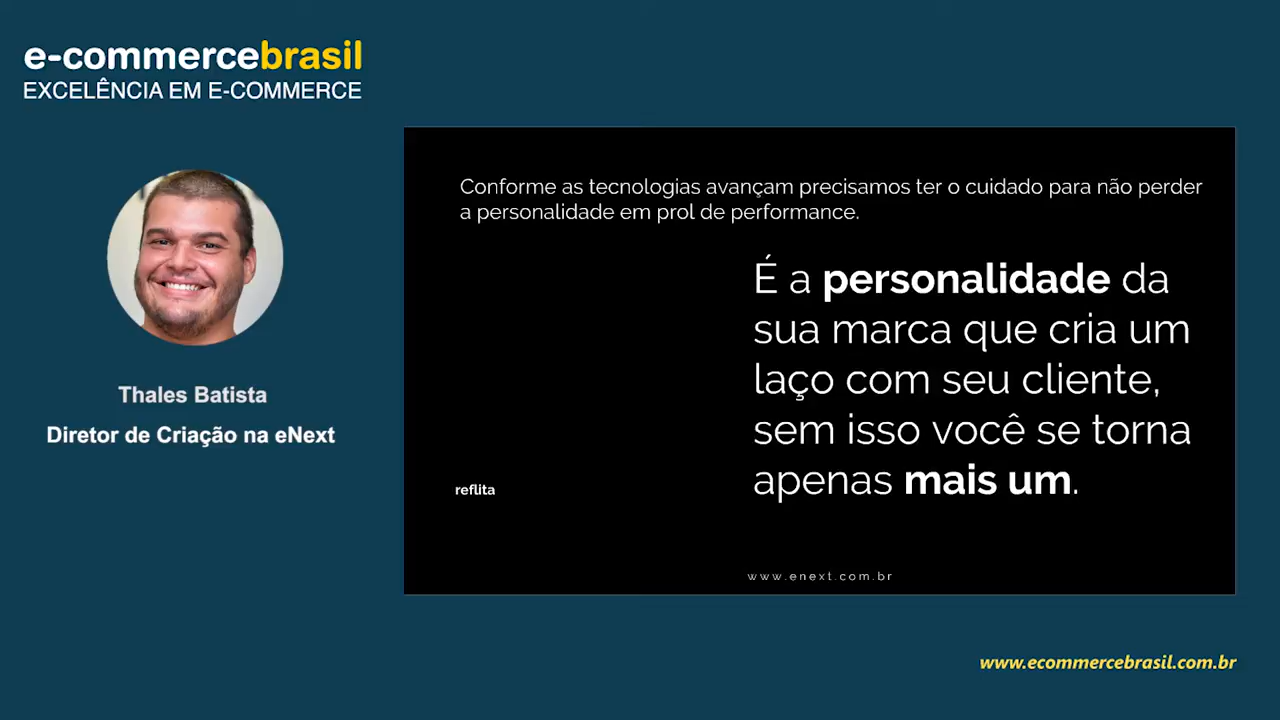 e-commercebrasil
EXCELÊNCIA EM E-COMMERCE
Thales Batista
Diretor de Criação na eNext
Conforme as tecnologias avançam precisamos ter o cuidado para não perder
a personalidade em prol de performance.
É a personalidade da
sua marca que cria um
laço com seu cliente,
sem isso você se torna
apenas mais um.
reflita
www.enext.com.br
www.ecommercebrasil.com.br